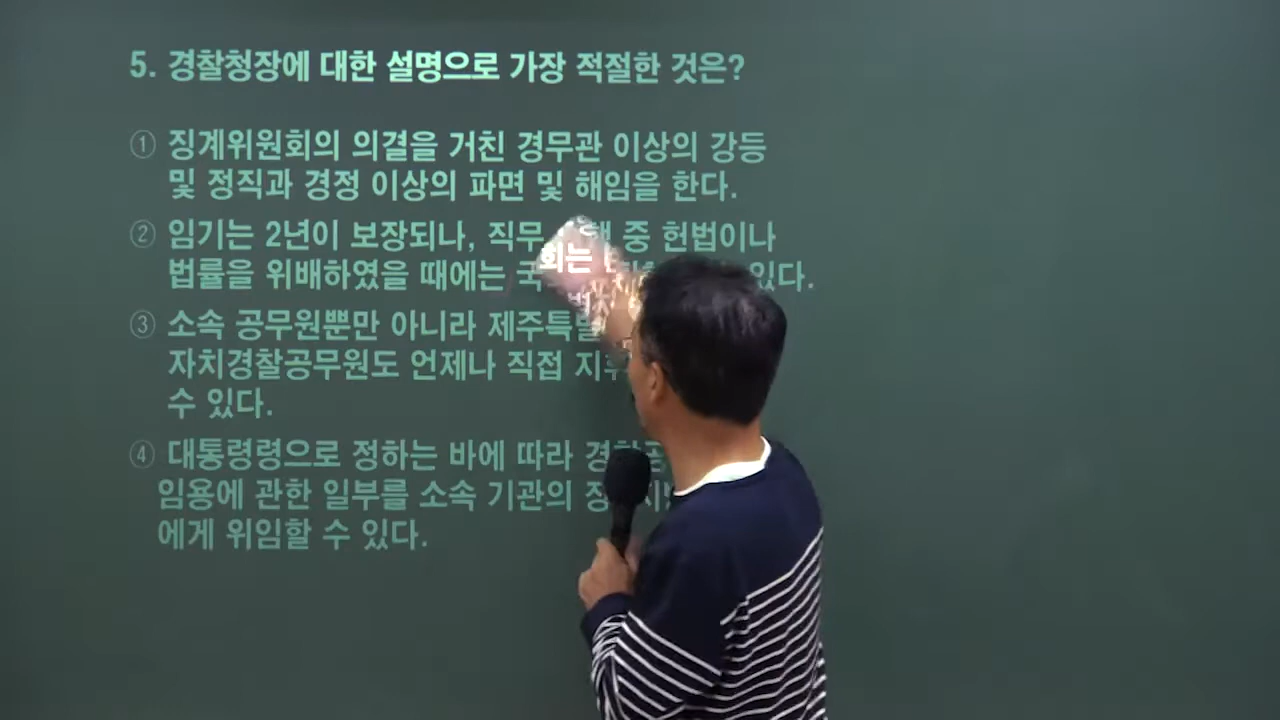 5. 경찰청장에 대한 설명으로 가장 적절한 것은?
① 징계위원회의 의결을 거친 경무관 이상의 강등
및 정직과 경정 이상의 파면 및 해임을 한다.
② 임기는 2년이 보장되나, 직무 중 헌법이나
법률을 위배하였을 때에는 국회는 있다.
③ 소속 공무원뿐만 아니라 제주특별
자치경찰공무원도 언제나 직접
수 있다.
④ 대통령령으로 정하는 바에 따라
임용에 관한 일부를 소속 기관의
에게 위임할 수 있다.